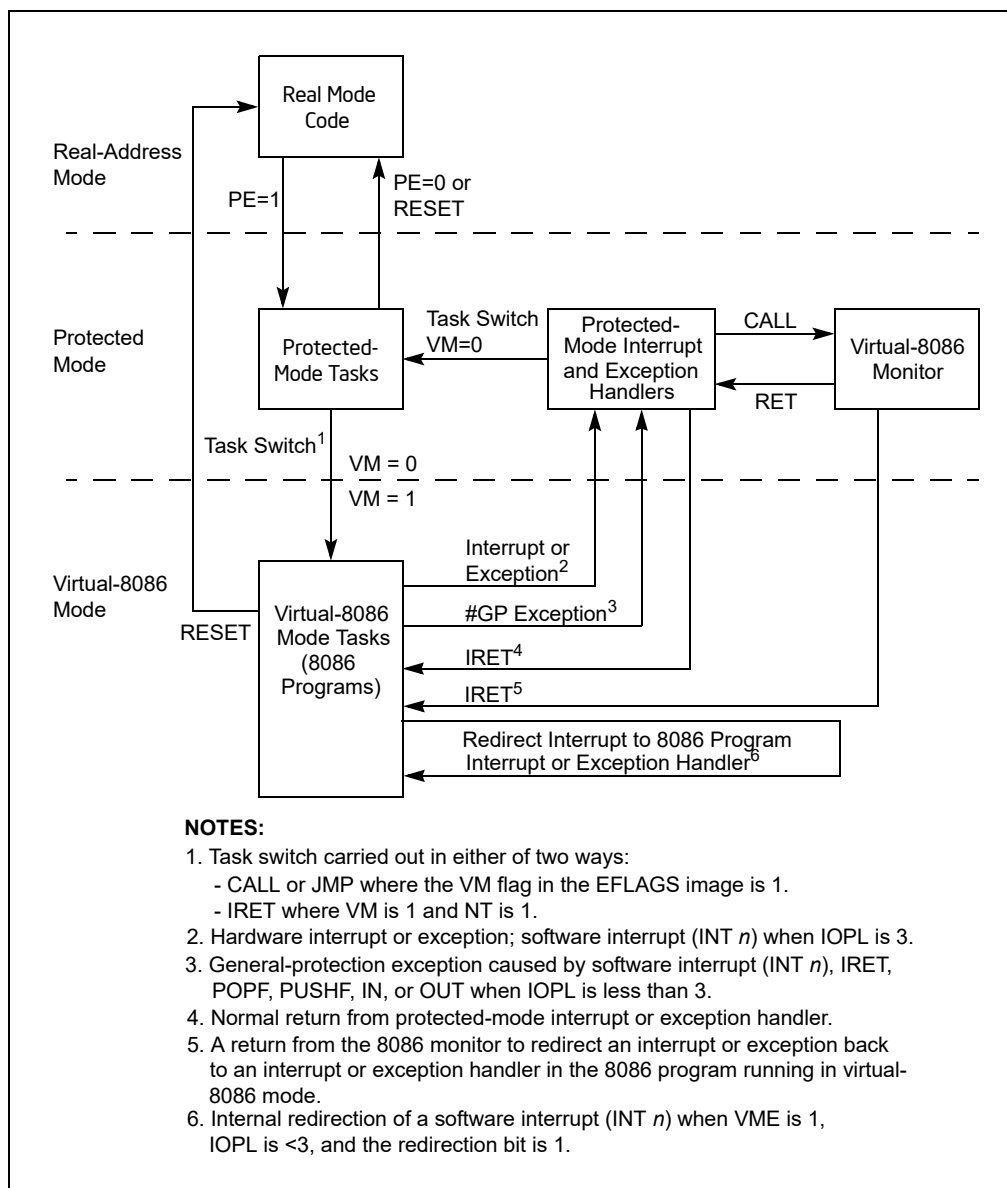 Real Mode
Code
Real-Address
Mode
PE=1
PE=0 or
RESET
Protected
Mode
Protected-
Mode Tasks
Task Switch
VM=0
Protected-
Mode Interrupt
and Exception
Handlers
CALL
RET
Virtual-8086
Monitor
Task Switch1
VM = 0
VM = 1
Virtual-8086
Mode
RESET
Virtual-8086
Mode Tasks
(8086
Programs)
Interrupt or
Exception2
#GP Exception3
IRET4
IRET5
Redirect Interrupt to 8086 Program
Interrupt or Exception Handler6
NOTES:
1. Task switch carried out in either of two ways:
- CALL or JMP where the VM flag in the EFLAGS image is 1.
- IRET where VM is 1 and NT is 1.
2. Hardware interrupt or exception; software interrupt (INT n) when IOPL is 3.
3. General-protection exception caused by software interrupt (INT n), IRET,
POPF, PUSHF, IN, or OUT when IOPL is less than 3.
4. Normal return from protected-mode interrupt or exception handler.
5. A return from the 8086 monitor to redirect an interrupt or exception back
to an interrupt or exception handler in the 8086 program running in virtual-
8086 mode.
6. Internal redirection of a software interrupt (INT n) when VME is 1,
IOPL is <3, and the redirection bit is 1.